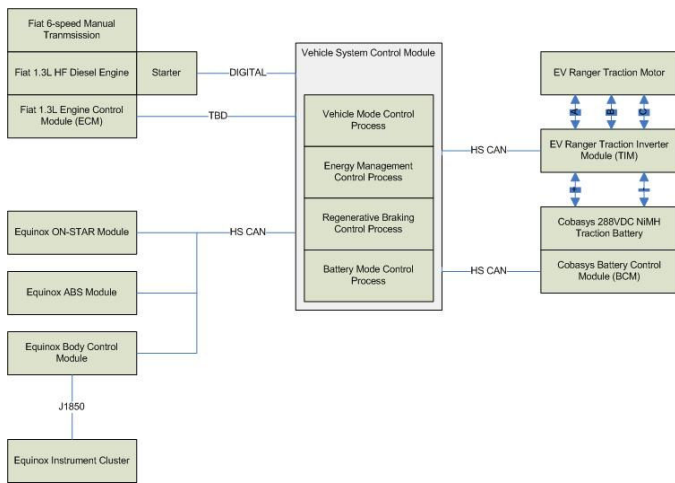 Fiat 6-speed Manual
Tranmsission
Fiat 1.3L HF Diesel Engine
Starter
DIGITAL
Fiat 1.3L Engine Control
Module (ECM)
TBD
Vehicle System Control Module
Vehicle Mode Control
Process
Energy Management
Control Process
Regenerative Braking
Control Process
Battery Mode Control
Process
EV Ranger Traction Motor
A
B
C
HS CAN
EV Ranger Traction Inverter
Module (TIM)
+
-
Cobasys 288VDC NiMH
Traction Battery
HS CAN
Cobasys Battery Control
Module (BCM)
Equinox ON-STAR Module
HS CAN
Equinox ABS Module
Equinox Body Control
Module
J1850
Equinox Instrument Cluster